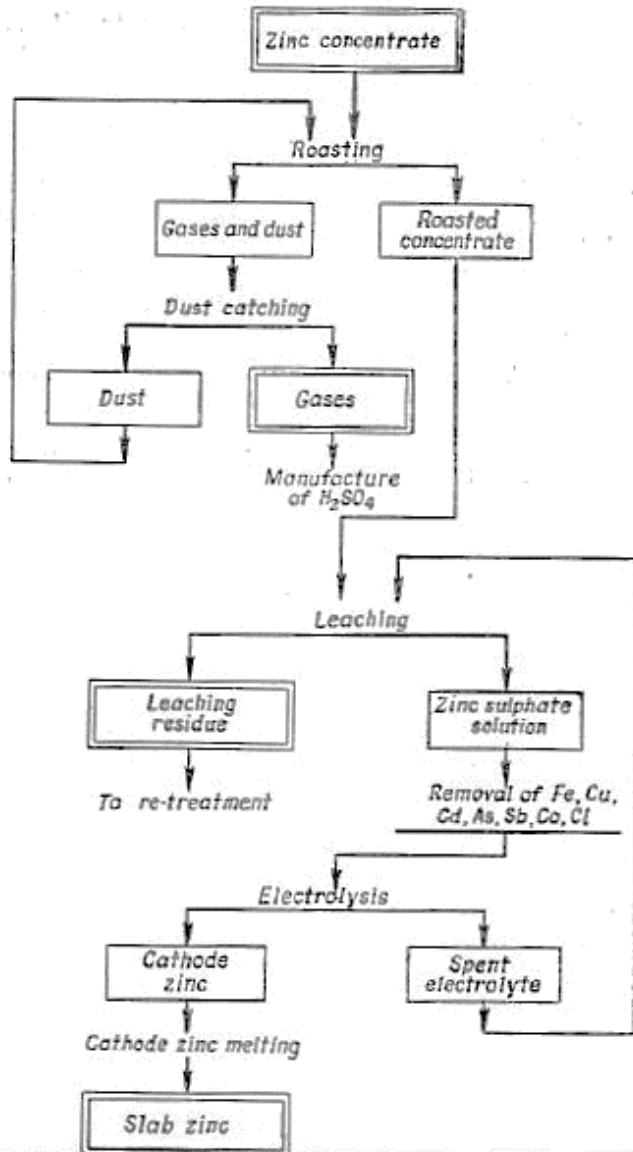 Zinc concentrate
Roasting
Gases and dust
Roasted
concentrate
Dust catching
Dust
Gases
Manufacture
of H₂SO₄
Leaching
Leaching
residue
Zinc sulphate
solution
To re-treatment
Removal of Fe, Cu,
Cd, As, Sb, Co, Cl
Electrolysis
Cathode
zinc
Spent
electrolyte
Cathode zinc melting
Slab zinc